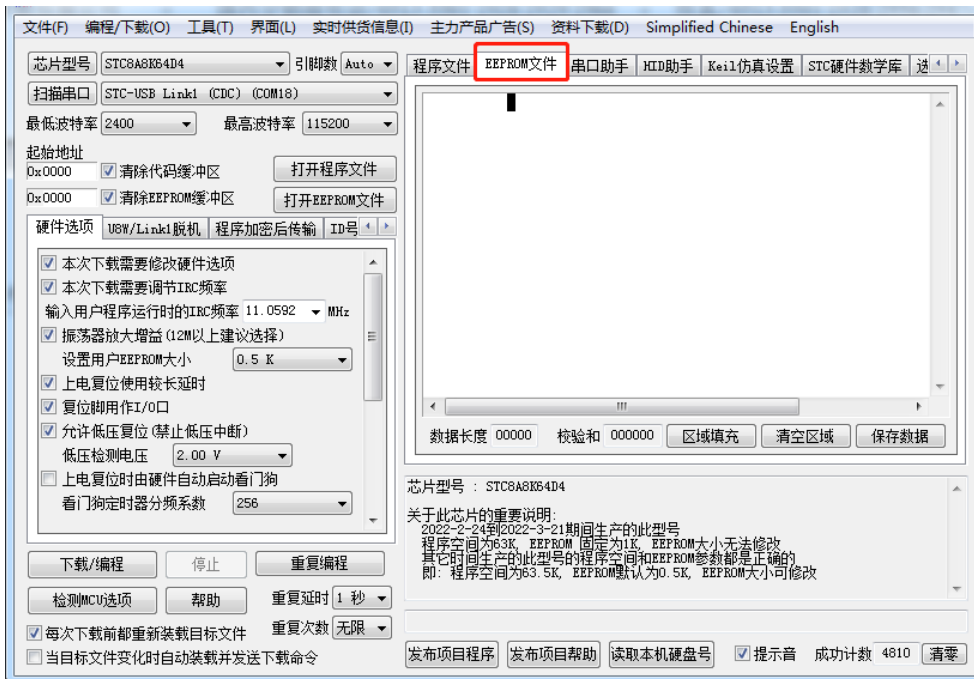 文件(F) 编程/下载(O) 工具(T) 界面(L) 实时供货信息(I) 主力产品广告(S) 资料下载(D) Simplified Chinese English
芯片型号 STC8A8K64D4 引脚数 Auto
扫描串口 STC-USB Link1 (CDC) (COM18)
最低波特率 2400 最高波特率 115200
起始地址
0x0000 清除代码缓冲区 打开程序文件
0x0000 清除EEPROM缓冲区 打开EEPROM文件
硬件选项 U8W/Link1脱机 程序加密后传输 ID号
本次下载需要修改硬件选项
本次下载需要调节IRC频率
输入用户程序运行时的IRC频率 11.0592 MHz
振荡器放大增益(12M以上建议选择)
设置用户EEPROM大小 0.5 K
上电复位使用较长延时
复位脚用作I/O口
允许低压复位(禁止低压中断)
低压检测电压 2.00 V
上电复位时由硬件自动启动看门狗
看门狗定时器分频系数 256
下载/编程 停止 重复编程
检测MCU选项 帮助 重复延时 1 秒
每次下载前都重新装载目标文件 重复次数 无限
当目标文件变化时自动装载并发送下载命令
程序文件 EEPROM文件 串口助手 HID助手 Keil仿真设置 STC硬件数学库 选
数据长度 00000 校验和 000000 区域填充 清空区域 保存数据
芯片型号 : STC8A8K64D4
关于此芯片的重要说明:
2022-2-24到2022-3-21期间生产的此型号
程序空间为63K, EEPROM 固定为1K, EEPROM大小无法修改
其它时间生产的此型号的程序空间和EEPROM参数都是正确的
即: 程序空间为63.5K, EEPROM默认为0.5K, EEPROM大小可修改
发布项目程序 发布项目帮助 读取本机硬盘号 提示音 成功计数 4810 清零